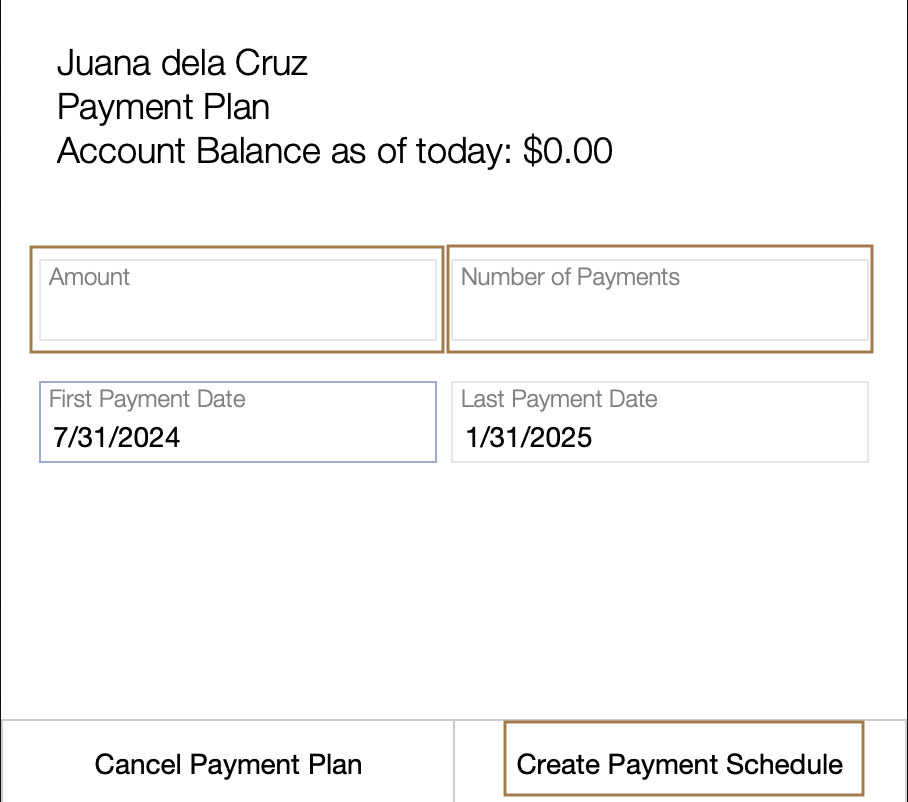 Juana dela Cruz
Payment Plan
Account Balance as of today: $0.00
Amount
Number of Payments
First Payment Date
7/31/2024
Last Payment Date
1/31/2025
Cancel Payment Plan
Create Payment Schedule